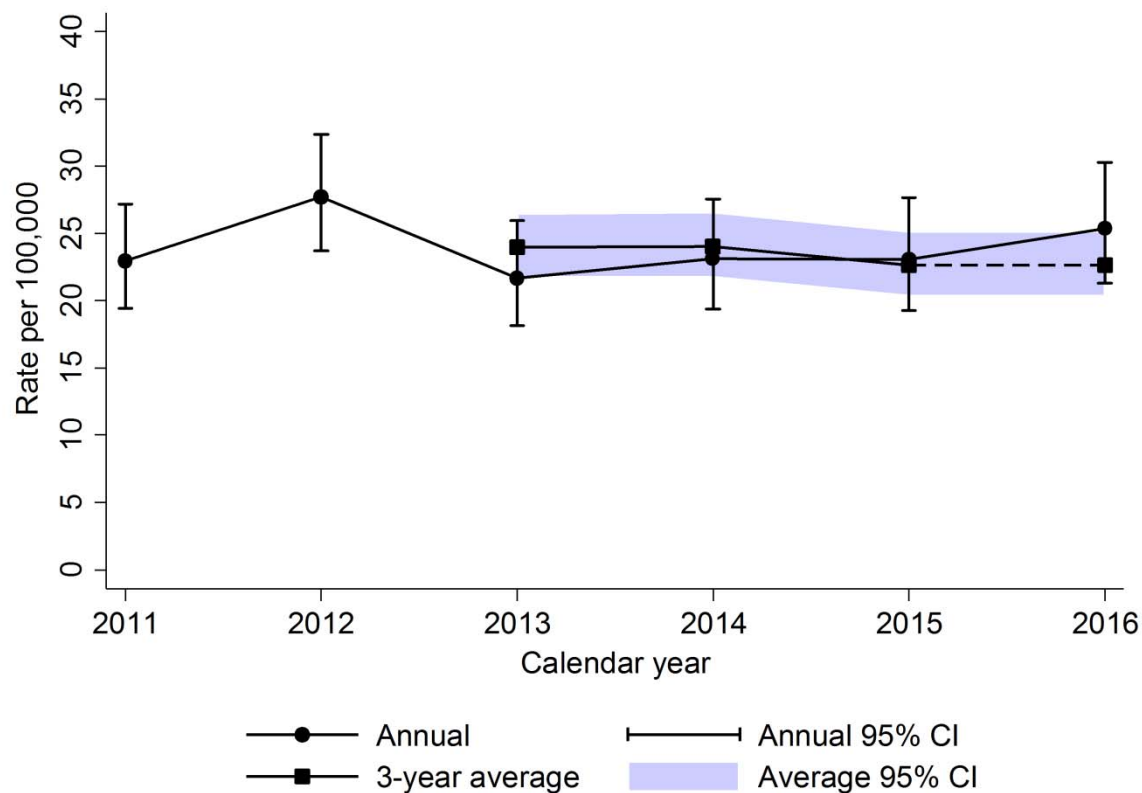 40
35
30
25
20
15
10
5
0
Rate per 100,000
2011 2012 2013 2014 2015 2016
Calendar year
Annual Annual 95% CI
3-year average Average 95% CI